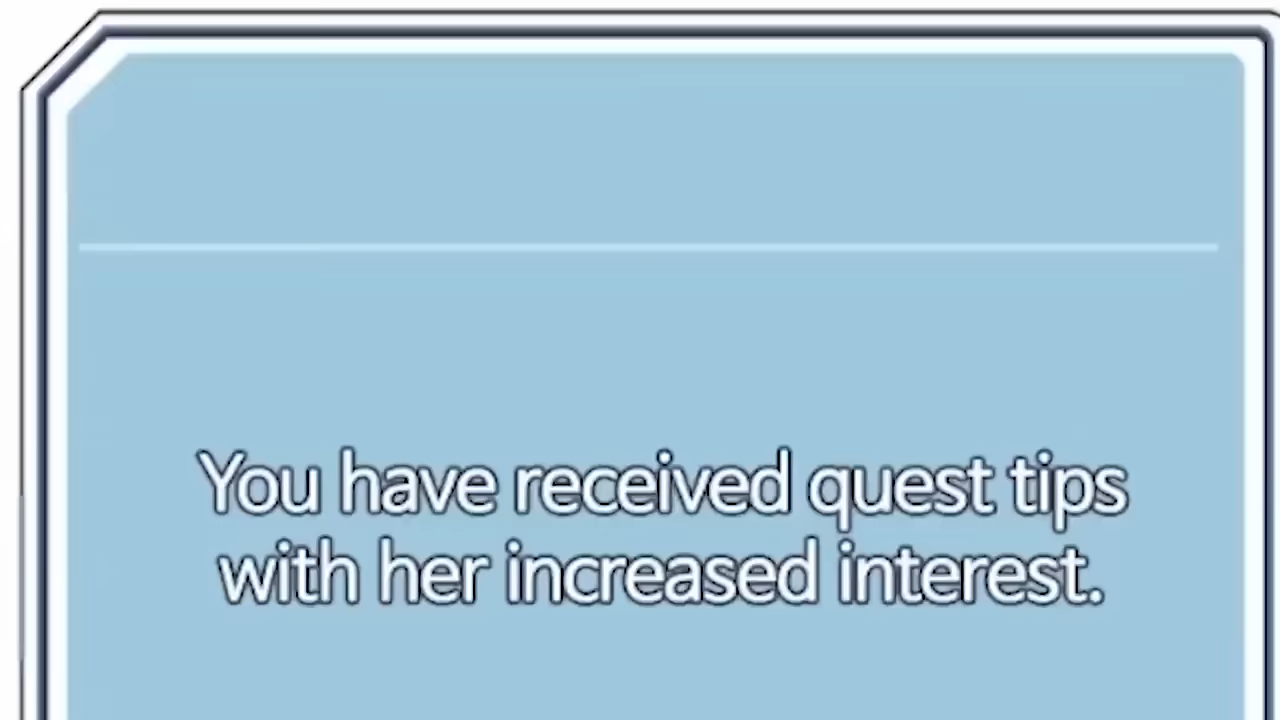 You have received quest tips
with her increased interest.